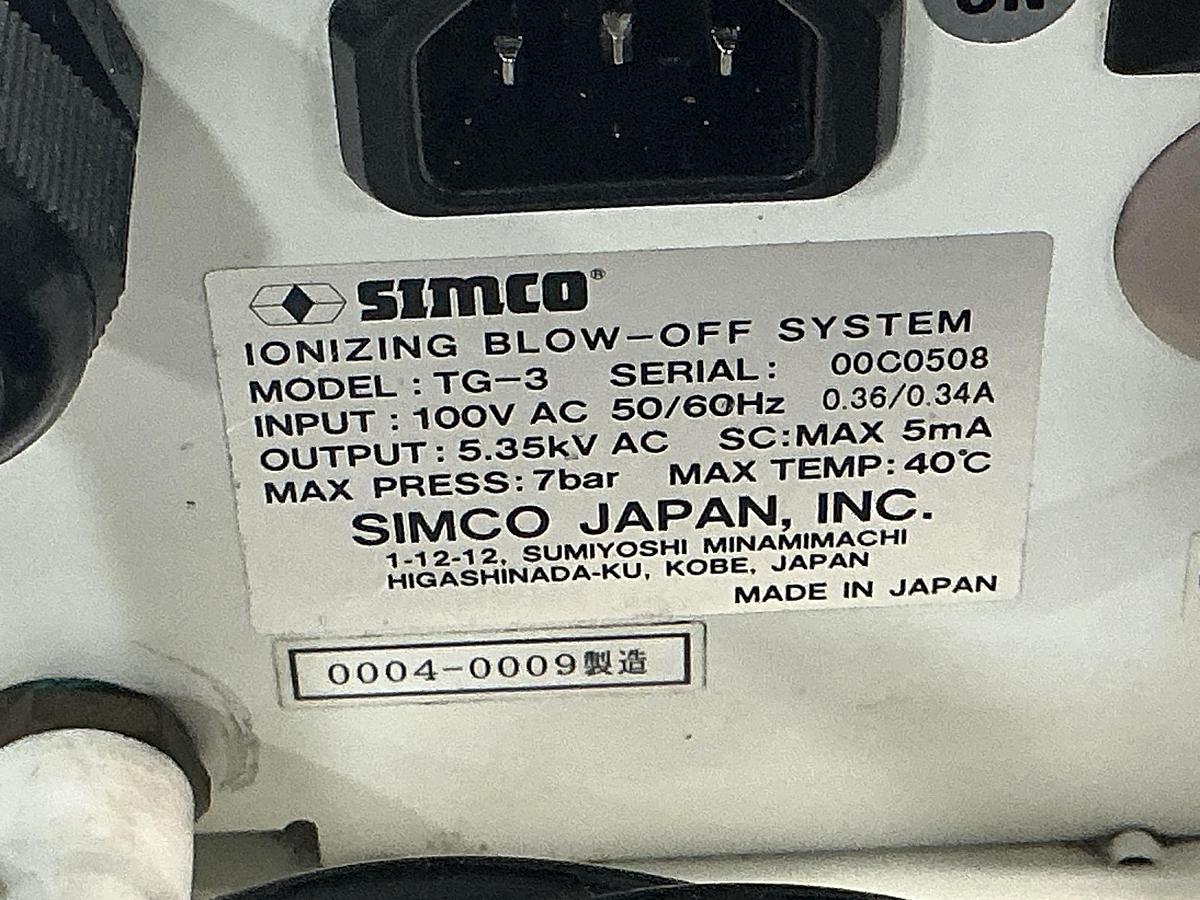 ON
SIMCO®
IONIZING BLOW-OFF SYSTEM
MODEL : TG-3 SERIAL: 00C0508
INPUT : 100V AC 50/60Hz 0.36/0.34A
OUTPUT: 5.35kV AC SC:MAX 5mA
MAX PRESS: 7bar MAX TEMP: 40℃
SIMCO JAPAN, INC.
1-12-12, SUMIYOSHI MINAMIMACHI
HIGASHINADA-KU, KOBE, JAPAN
MADE IN JAPAN
0004-0009製造